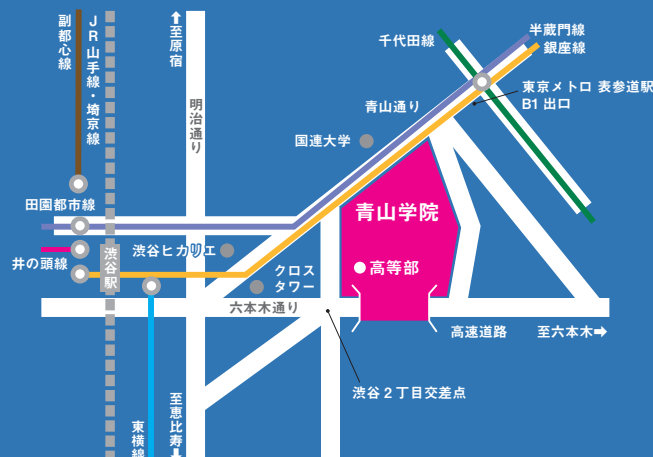 副都心線
JR山手線・埼京線
⬆至原宿
明治通り
千代田線
半蔵門線
銀座線
東京メトロ 表参道駅
B1 出口
青山通り
国連大学
田園都市線
青山学院
渋谷ヒカリエ
井の頭線
渋谷駅
高等部
クロス
タワー
六本木通り
高速道路
至六本木➡
渋谷２丁目交差点
東横線
至恵比寿⬇